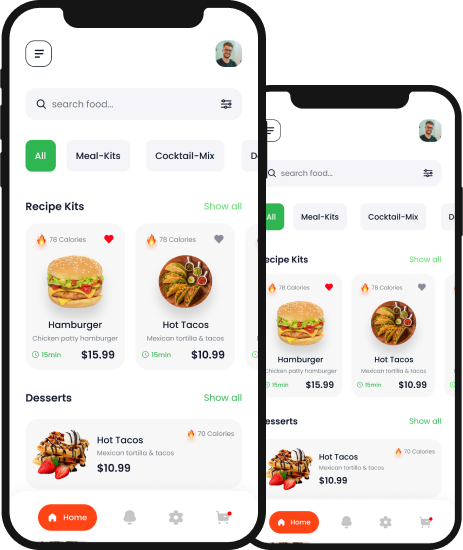 search food...
All
Meal-Kits
Cocktail-Mix
Recipe Kits
Show all
78 Calories
78 Calories
Hamburger
Hot Tacos
Chicken patty hamburger
Mexican tortilla & tacos
15min
$15.99
15min
$10.99
Desserts
Show all
Hot Tacos
70 Calories
Mexican tortilla & tacos
$10.99
Home
search food...
All
Meal-Kits
Cocktail-Mix
ecipe Kits
Show all
78 Calories
78 Calories
Hamburger
Hot Tacos
Chicken patty hamburger
Mexican tortilla & tacos
15min
$15.99
15min
$10.99
esserts
Show all
Hot Tacos
70 Calories
Mexican tortilla & tacos
$10.99
Home